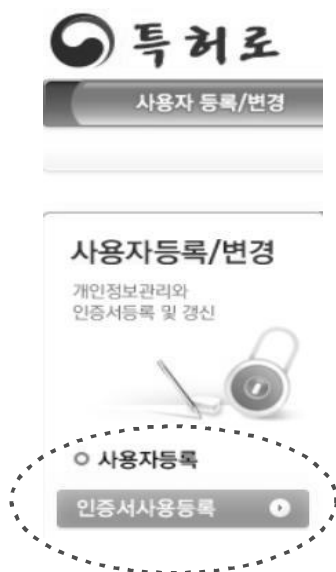 특허로
사용자 등록/변경
사용자등록/변경
개인정보관리와
인증서등록 및 갱신
사용자등록
인증서사용등록